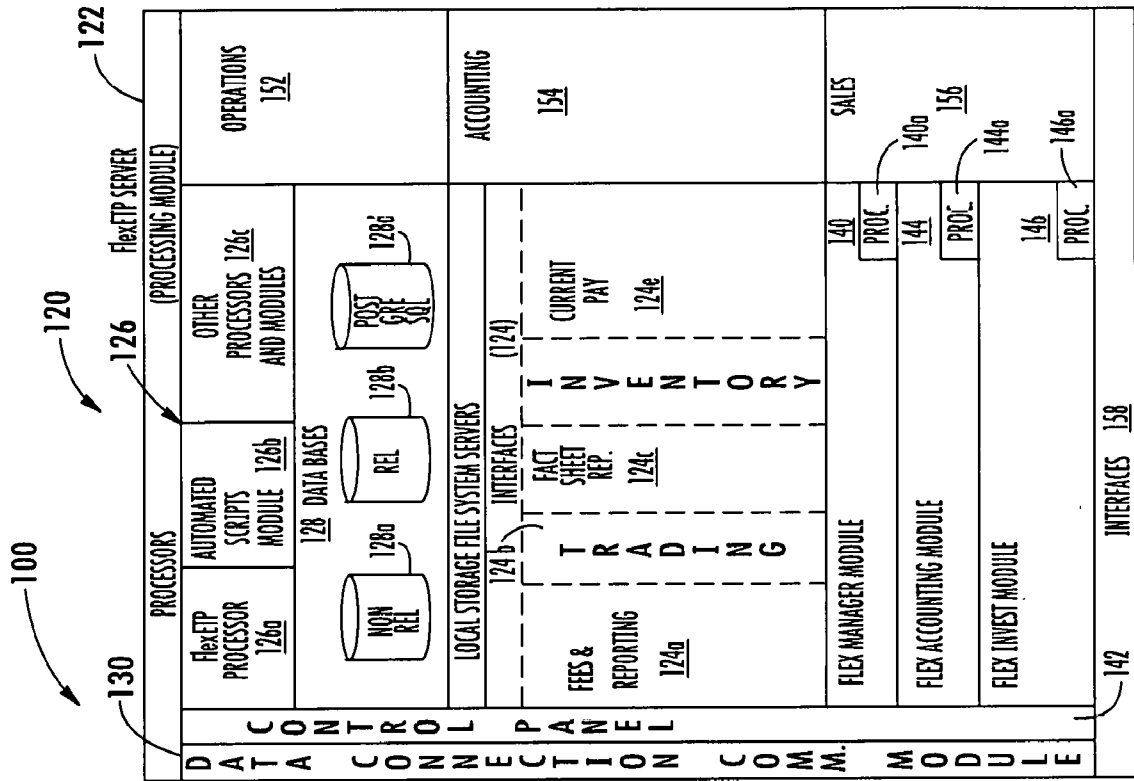 100
120
FlexETP SERVER
122
130
126
PROCESSORS
(PROCESSING MODULE)
FlexETP
PROCESSOR
126a
AUTOMATED
SCRIPTS
MODULE 126b
OTHER
PROCESSORS
AND MODULES 126c
OPERATIONS
152
128 DATA BASES
128a
NON
REL
128b
REL
128d
POST
GRE
SQL
LOCAL STORAGE FILE SYSTEM SERVERS
ACCOUNTING
154
INTERFACES (124)
124b
FEES &
REPORTING
124a
TRADING
FACT
SHEET
REP.
124c
INVENTORY
CURRENT
PAY
124e
FLEX MANAGER MODULE
140
PROC.
140a
SALES
156
FLEX ACCOUNTING MODULE
144
PROC.
144a
FLEX INVEST MODULE
146
PROC.
146a
CONTROL PANEL
DATA CONNECTION COMM. MODULE
142
INTERFACES 158